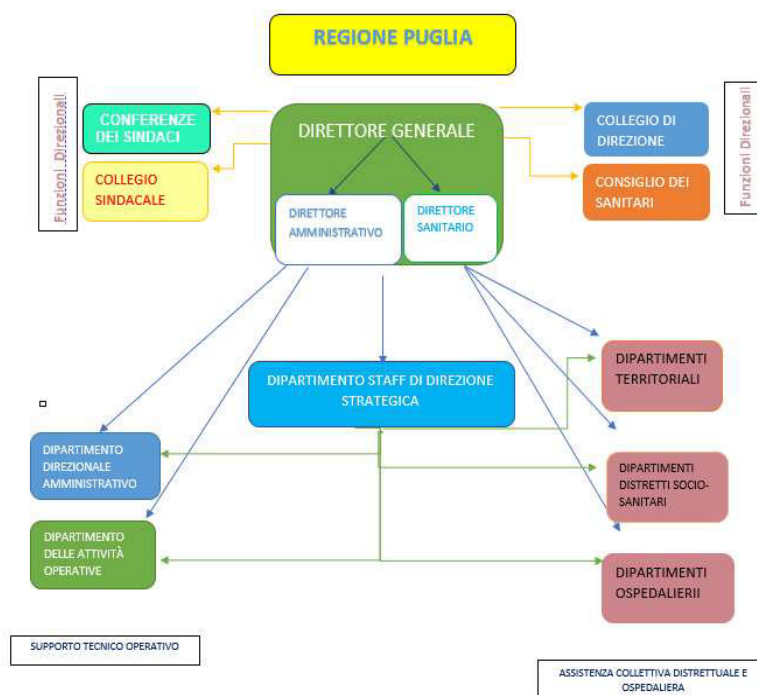 REGIONE PUGLIA
Funzioni Direzionali
CONFERENZE
DEI SINDACI
COLLEGIO
SINDACALE
DIRETTORE GENERALE
DIRETTORE
AMMINISTRATIVO
DIRETTORE
SANITARIO
COLLEGIO DI
DIREZIONE
CONSIGLIO DEI
SANITARI
Funzioni Direzionali
DIPARTIMENTO STAFF DI DIREZIONE
STRATEGICA
DIPARTIMENTI
TERRITORIALI
DIPARTIMENTO
DIREZIONALE
AMMINISTRATIVO
DIPARTIMENTI
DISTRETTI SOCIO-
SANITARI
DIPARTIMENTO
DELLE ATTIVITÀ
OPERATIVE
DIPARTIMENTI
OSPEDALIERII
SUPPORTO TECNICO OPERATIVO
ASSISTENZA COLLETTIVA DISTRETTUALE E
OSPEDALIERA